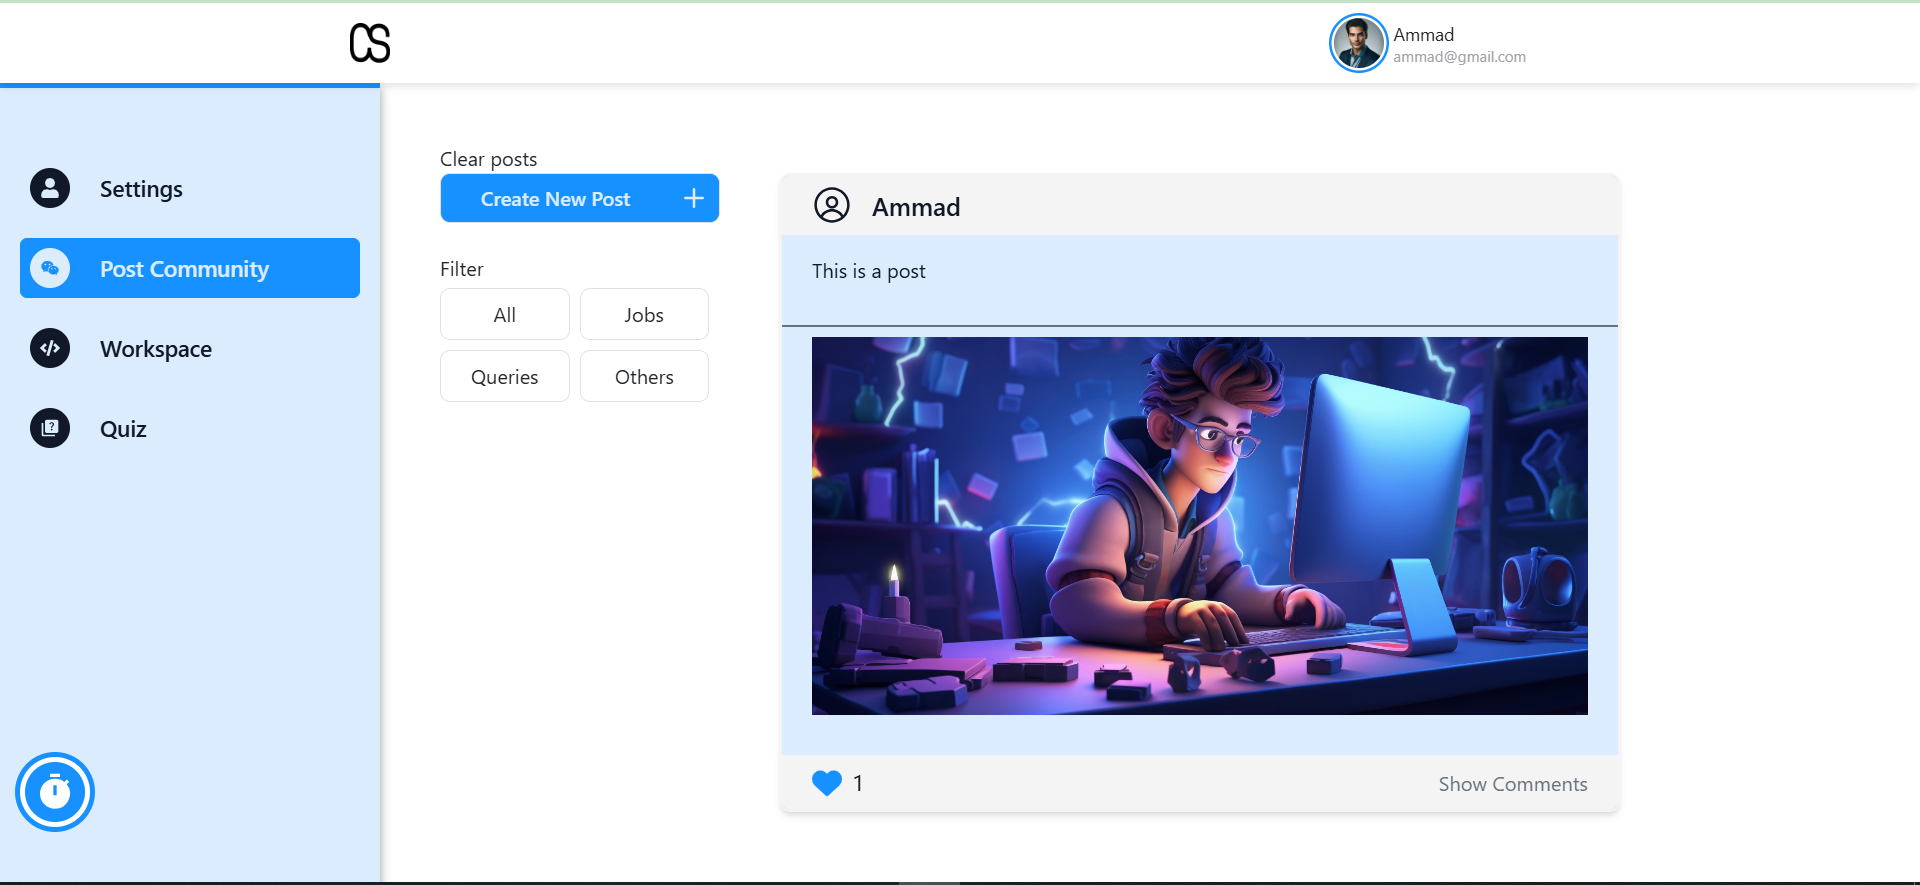 CS
Ammad
ammad@gmail.com
Settings
Post Community
Workspace
Quiz
Clear posts
Create New Post
Filter
All
Jobs
Queries
Others
Ammad
This is a post
1
Show Comments